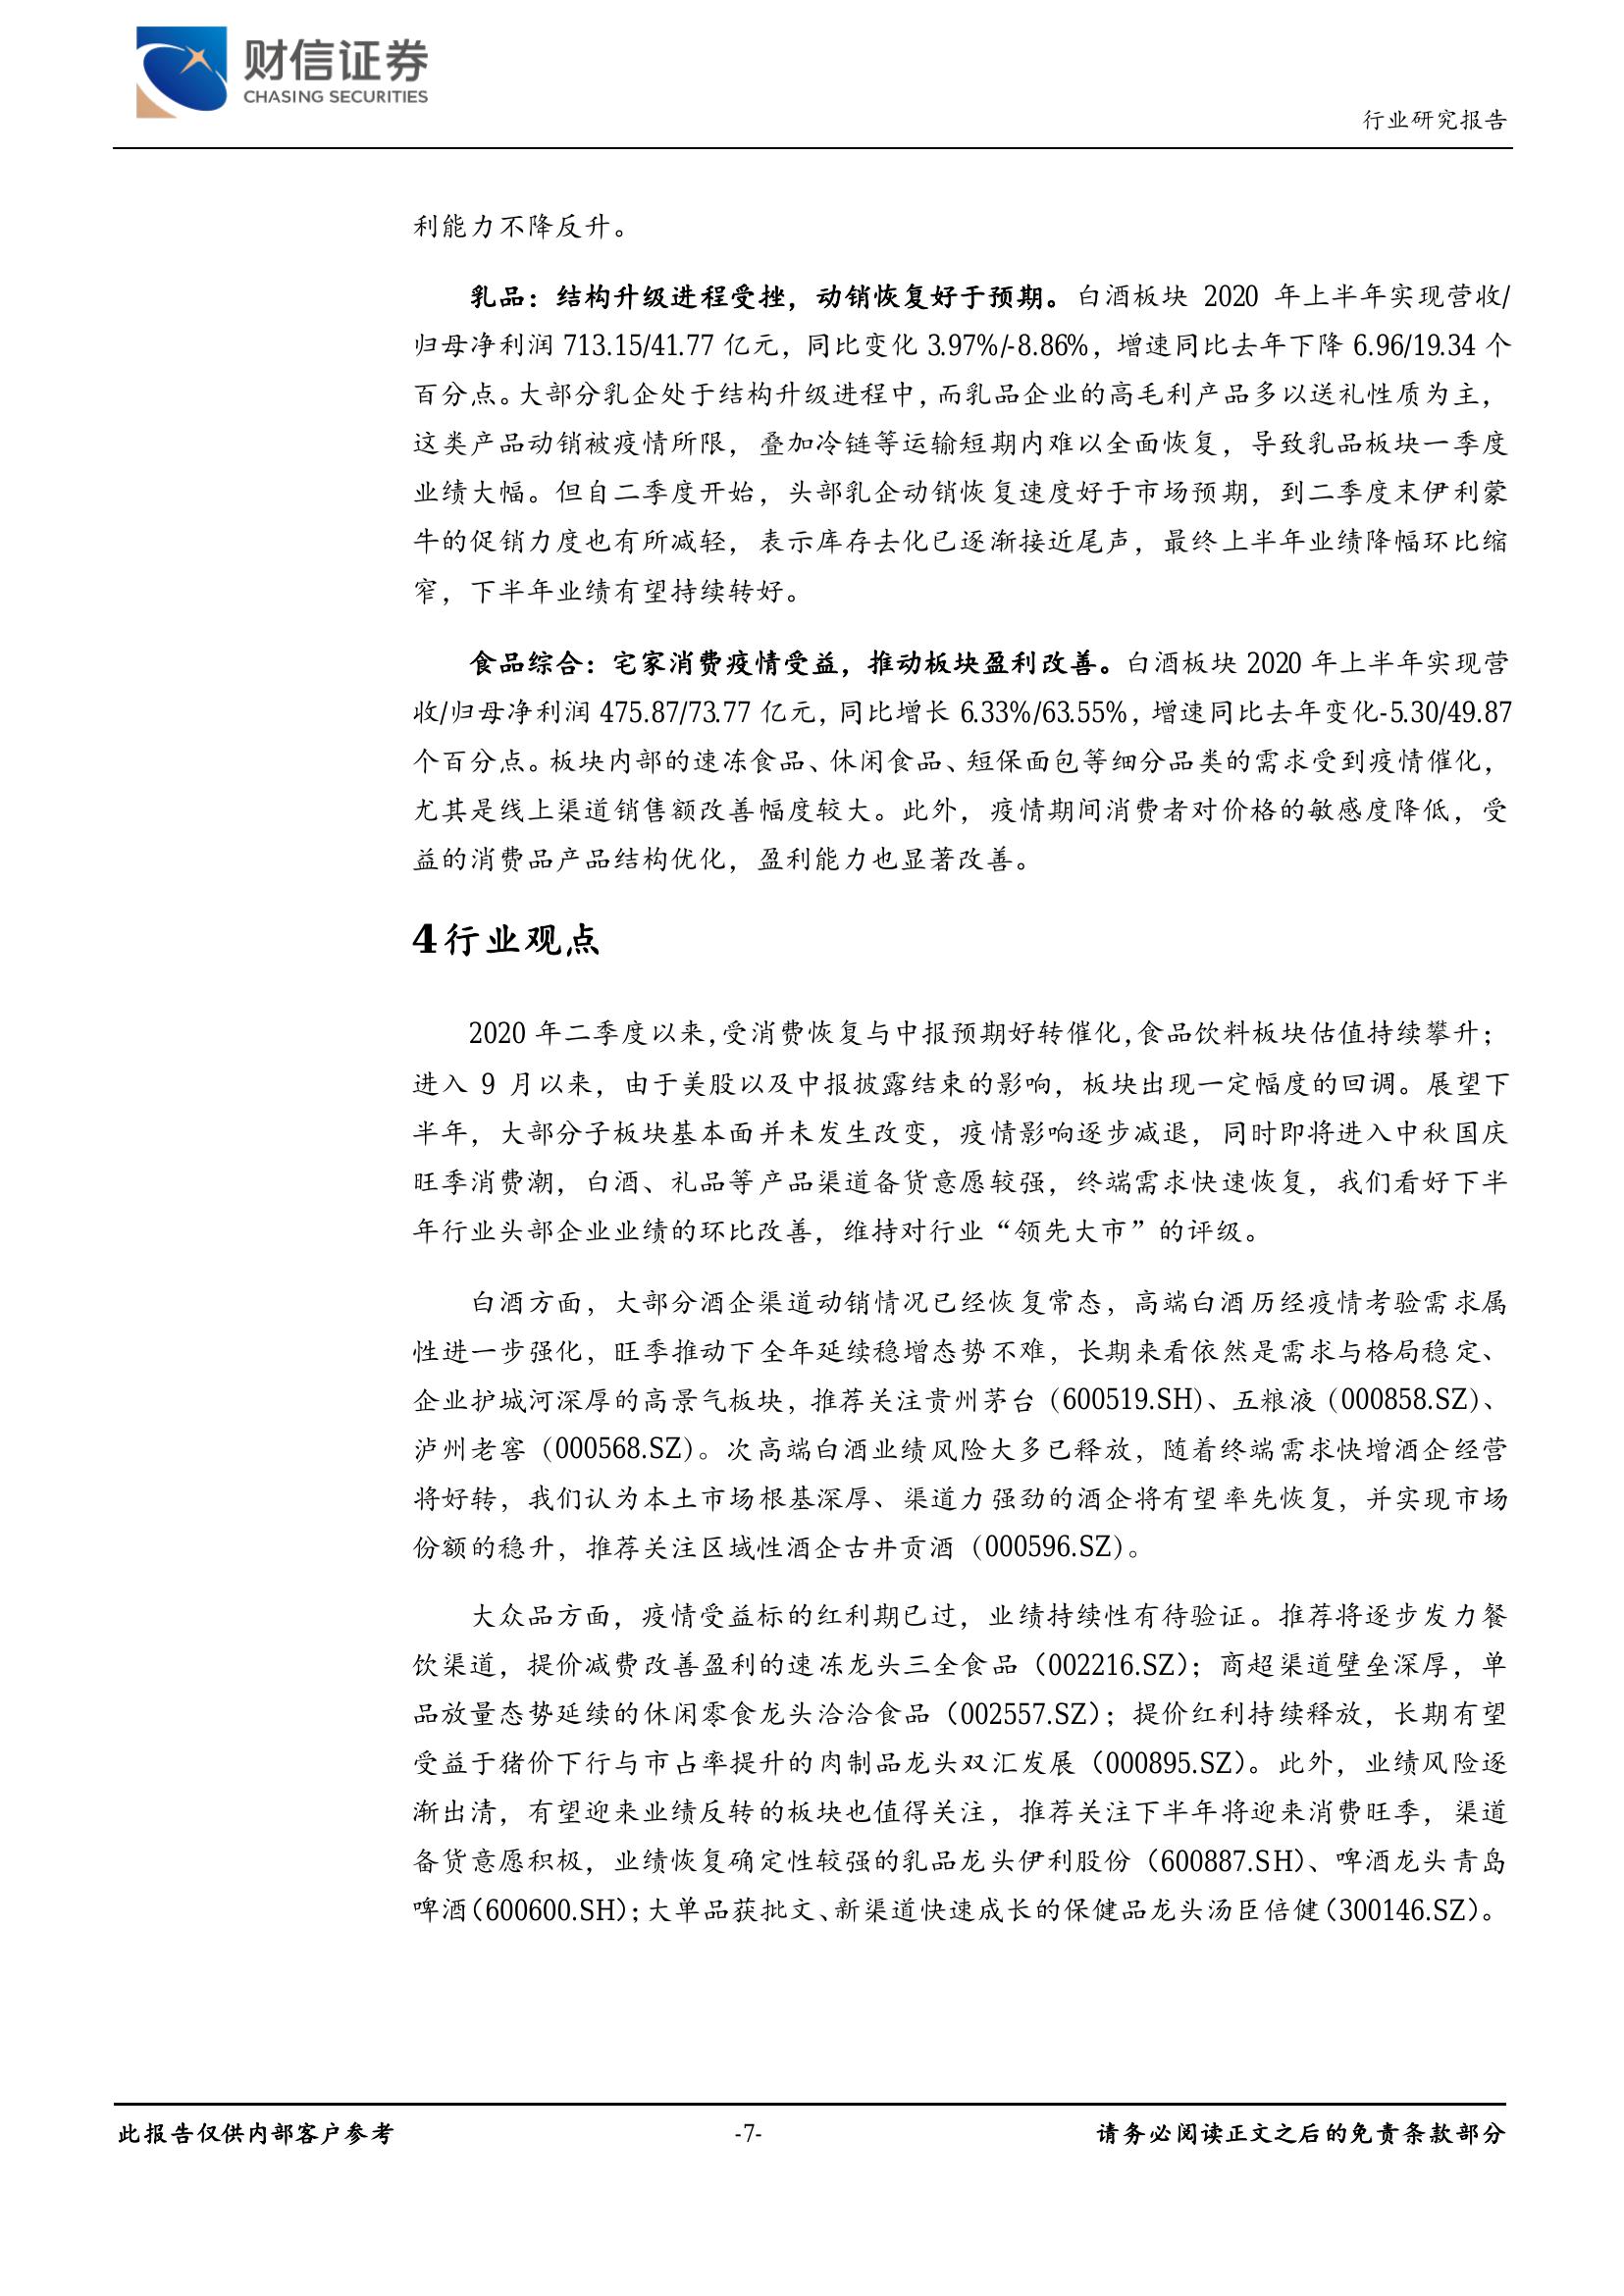 财信证券
CHASING SECURITIES
行业研究报告
利能力不降反升。
乳品：结构升级进程受挫，动销恢复好于预期。白酒板块 2020 年上半年实现营收/
归母净利润 713.15/41.77 亿元，同比变化 3.97%/-8.86%，增速同比去年下降 6.96/19.34 个
百分点。大部分乳企处于结构升级进程中，而乳品企业的高毛利产品多以送礼性质为主，
这类产品动销被疫情所限，叠加冷链等运输短期内难以全面恢复，导致乳品板块一季度
业绩大幅。但自二季度开始，头部乳企动销恢复速度好于市场预期，到二季度末伊利蒙
牛的促销力度也有所减轻，表示库存去化已逐渐接近尾声，最终上半年业绩降幅环比缩
窄，下半年业绩有望持续转好。
食品综合：宅家消费疫情受益，推动板块盈利改善。白酒板块 2020 年上半年实现营
收/归母净利润 475.87/73.77 亿元，同比增长 6.33%/63.55%，增速同比去年变化-5.30/49.87
个百分点。板块内部的速冻食品、休闲食品、短保面包等细分品类的需求受到疫情催化，
尤其是线上渠道销售额改善幅度较大。此外，疫情期间消费者对价格的敏感度降低，受
益的消费品产品结构优化，盈利能力也显著改善。
4 行业观点
2020 年二季度以来，受消费恢复与中报预期好转催化，食品饮料板块估值持续攀升；
进入 9 月以来，由于美股以及中报披露结束的影响，板块出现一定幅度的回调。展望下
半年，大部分子板块基本面并未发生改变，疫情影响逐步减退，同时即将进入中秋国庆
旺季消费潮，白酒、礼品等产品渠道备货意愿较强，终端需求快速恢复，我们看好下半
年行业头部企业业绩的环比改善，维持对行业“领先大市”的评级。
白酒方面，大部分酒企渠道动销情况已经恢复常态，高端白酒历经疫情考验需求属
性进一步强化，旺季推动下全年延续稳增态势不难，长期来看依然是需求与格局稳定、
企业护城河深厚的高景气板块，推荐关注贵州茅台（600519.SH）、五粮液（000858.SZ）、
泸州老窖（000568.SZ）。次高端白酒业绩风险大多已释放，随着终端需求快增酒企经营
将好转，我们认为本土市场根基深厚、渠道力强劲的酒企将有望率先恢复，并实现市场
份额的稳升，推荐关注区域性酒企古井贡酒（000596.SZ）。
大众品方面，疫情受益标的红利期已过，业绩持续性有待验证。推荐将逐步发力餐
饮渠道，提价减费改善盈利的速冻龙头三全食品（002216.SZ）；商超渠道壁垒深厚，单
品放量态势延续的休闲零食龙头洽洽食品（002557.SZ）；提价红利持续释放，长期有望
受益于猪价下行与市占率提升的肉制品龙头双汇发展（000895.SZ）。此外，业绩风险逐
渐出清，有望迎来业绩反转的板块也值得关注，推荐关注下半年将迎来消费旺季，渠道
备货意愿积极，业绩恢复确定性较强的乳品龙头伊利股份（600887.SH）、啤酒龙头青岛
啤酒（600600.SH）；大单品获批文、新渠道快速成长的保健品龙头汤臣倍健（300146.SZ）。
此报告仅供内部客户参考
-7-
请务必阅读正文之后的免责条款部分